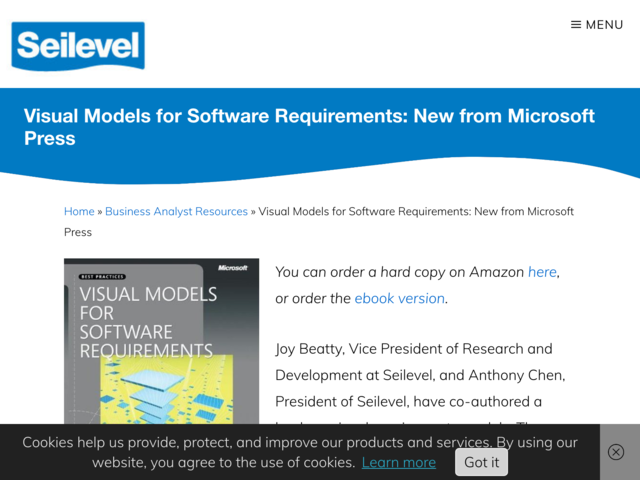 Seilevel
MENU
Visual Models for Software Requirements: New from Microsoft
Press
Home » Business Analyst Resources » Visual Models for Software Requirements: New from Microsoft
Press
BEST PRACTICES
Microsoft
VISUAL MODELS
FOR
SOFTWARE
REQUIREMENTS
You can order a hard copy on Amazon here,
or order the ebook version.
Joy Beatty, Vice President of Research and
Development at Seilevel, and Anthony Chen,
President of Seilevel, have co-authored a
Cookies help us provide, protect, and improve our products and services. By using our
website, you agree to the use of cookies. Learn more
Got it